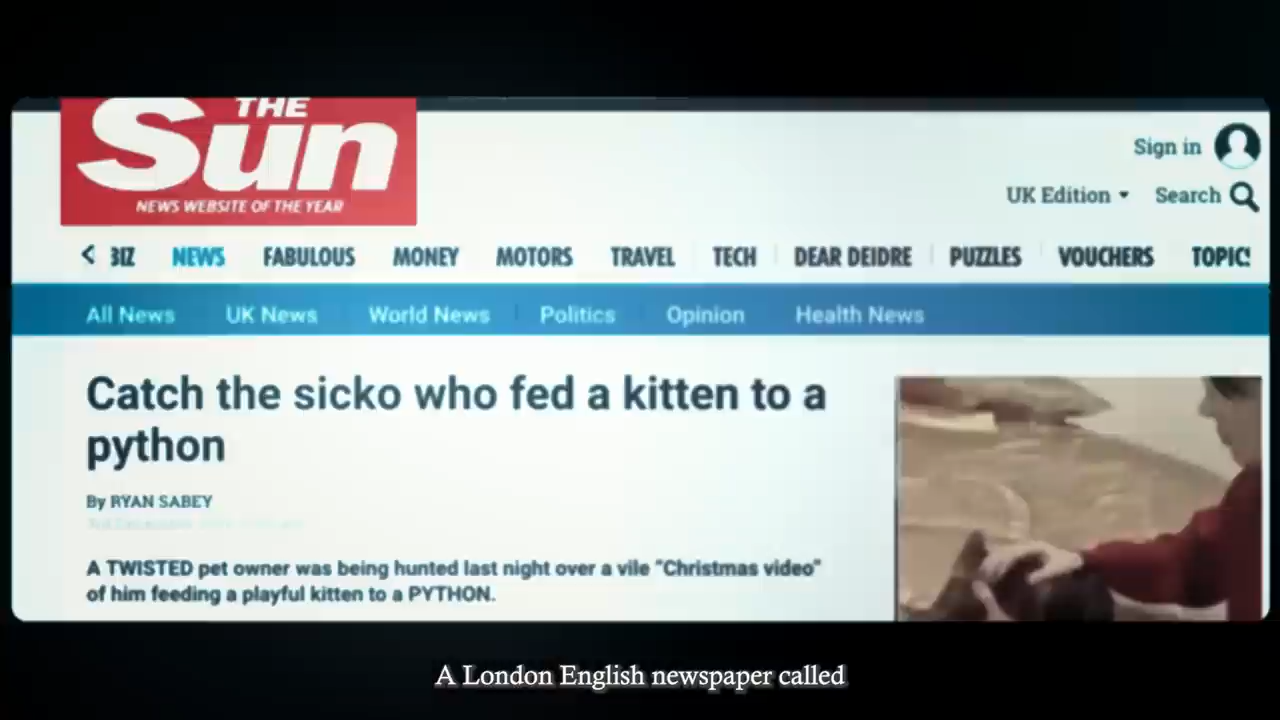 THE
Sun
NEWS WEBSITE OF THE YEAR
Sign in
UK Edition
Search
BIZ
NEWS
FABULOUS
MONEY
MOTORS
TRAVEL
TECH
DEAR DEIDRE
PUZZLES
VOUCHERS
TOPIC
All News
UK News
World News
Politics
Opinion
Health News
Catch the sicko who fed a kitten to a
python
By RYAN SABEY
A TWISTED pet owner was being hunted last night over a vile "Christmas video"
of him feeding a playful kitten to a PYTHON.
A London English newspaper called